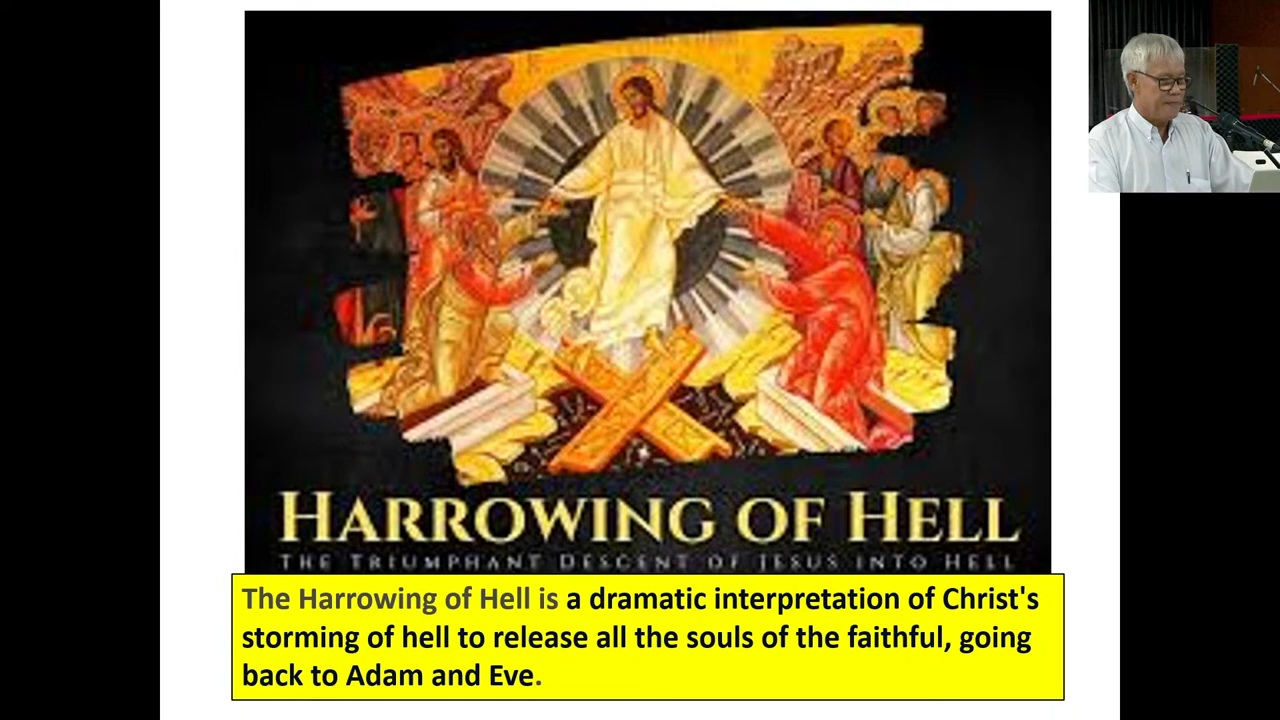 HARROWING OF HELL
THE TRIUMPHANT DESCENT OF JESUS INTO HELL
The Harrowing of Hell is a dramatic interpretation of Christ's
storming of hell to release all the souls of the faithful, going
back to Adam and Eve.